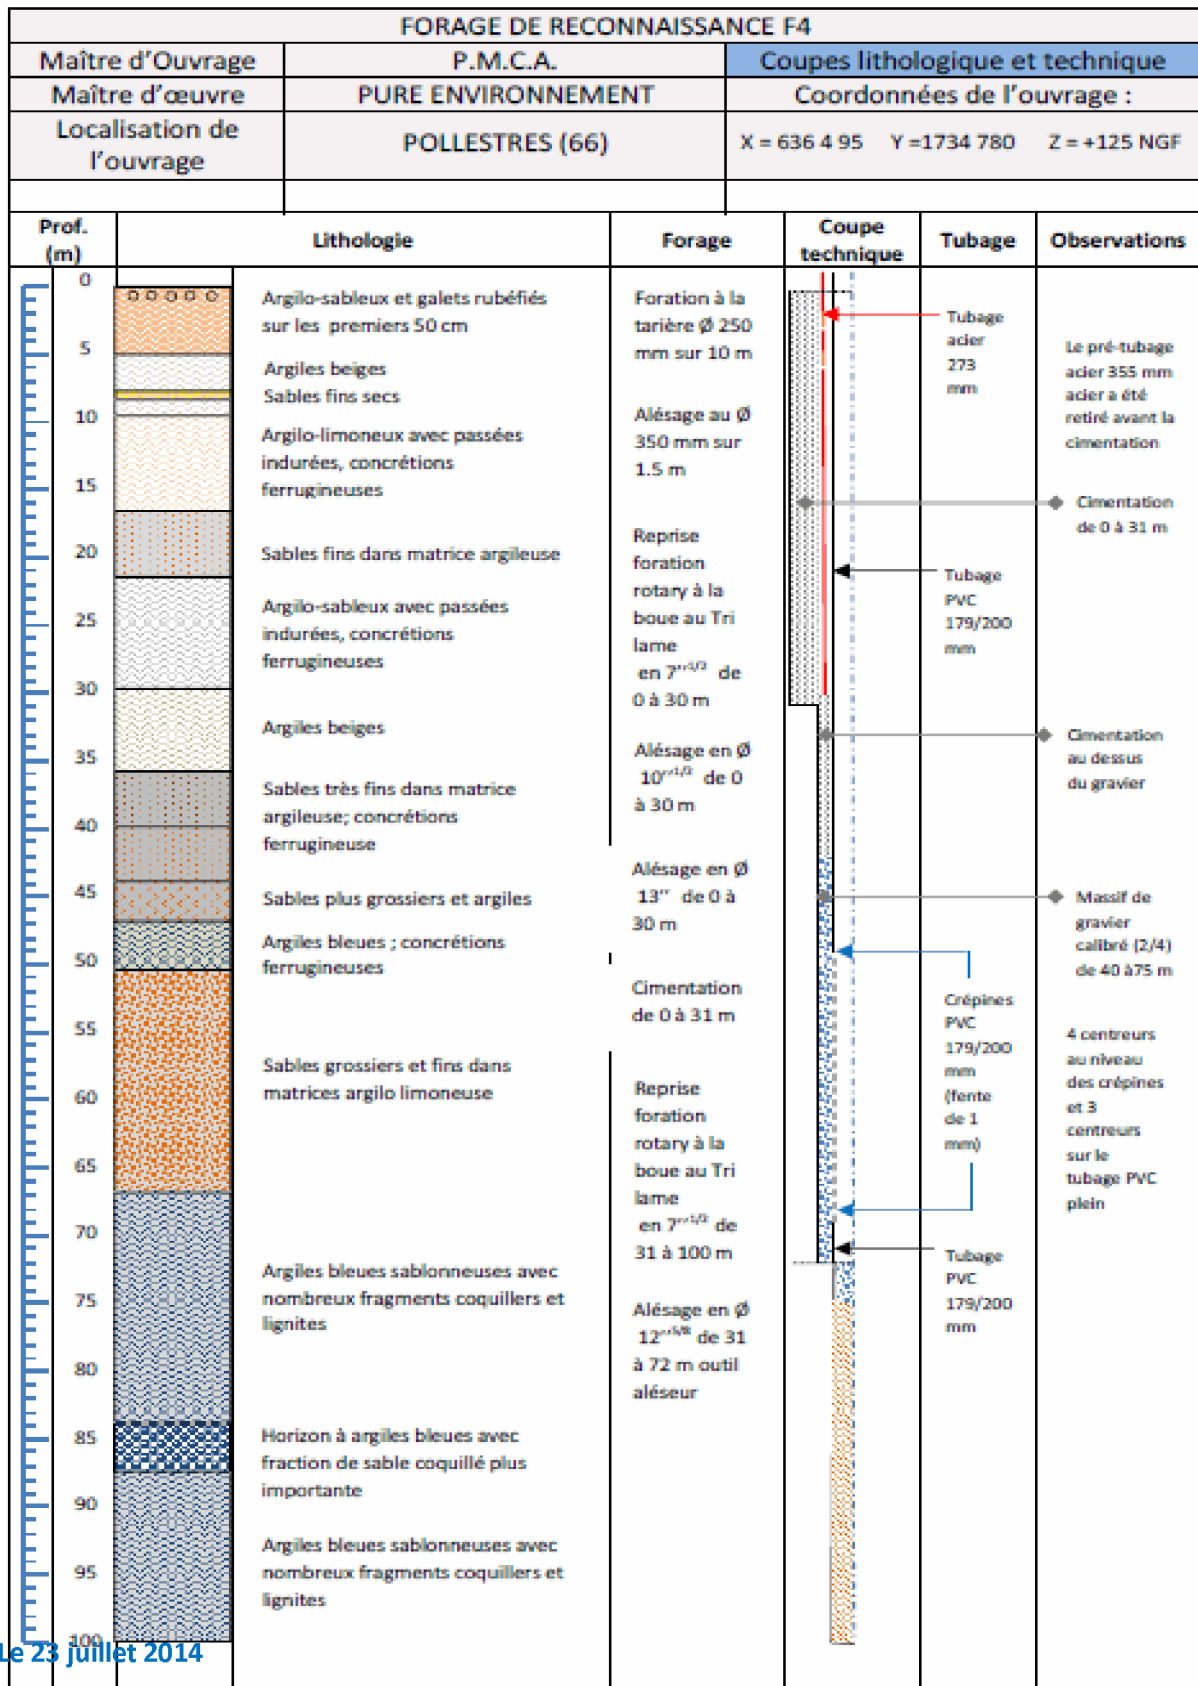 FORAGE DE RECONNAISSANCE F4
Maître d'Ouvrage
P.M.C.A.
Coupes lithologique et technique
Maître d'œuvre
PURE ENVIRONNEMENT
Coordonnées de l'ouvrage :
Localisation de
l'ouvrage
POLLESTRES (66)
X = 636 4 95 Y =1734 780 Z = +125 NGF
Prof.
(m)
Lithologie
Forage
Coupe
technique
Tubage
Observations
0
5
10
15
20
25
30
35
40
45
50
55
60
65
70
75
80
85
90
95
100
Argilo-sableux et galets rubéfiés
sur les premiers 50 cm
Argiles beiges
Sables fins secs
Argilo-limoneux avec passées
indurées, concrétions
ferrugineuses
Sables fins dans matrice argileuse
Argilo-sableux avec passées
indurées, concrétions
ferrugineuses
Argiles beiges
Sables très fins dans matrice
argileuse; concrétions
ferrugineuse
Sables plus grossiers et argiles
Argiles bleues ; concrétions
ferrugineuses
Sables grossiers et fins dans
matrices argilo limoneuse
Argiles bleues sablonneuses avec
nombreux fragments coquillers et
lignites
Horizon à argiles bleues avec
fraction de sable coquillé plus
importante
Argiles bleues sablonneuses avec
nombreux fragments coquillers et
lignites
Foration à la
tarière Ø 250
mm sur 10 m
Alésage au Ø
350 mm sur
1.5 m
Reprise
foration
rotary à la
boue au Tri
lame
en 7''1/2 de
0 à 30 m
Alésage en Ø
10''1/2 de 0
à 30 m
Alésage en Ø
13'' de 0 à
30 m
Cimentation
de 0 à 31 m
Reprise
foration
rotary à la
boue au Tri
lame
en 7''1/2 de
31 à 100 m
Alésage en Ø
12''5/8 de 31
à 72 m outil
aléseur
Tubage
acier
273
mm
Tubage
PVC
179/200
mm
Crépines
PVC
179/200
mm
(fente
de 1
mm)
Tubage
PVC
179/200
mm
Le pré-tubage
acier 355 mm
acier a été
retiré avant la
cimentation
Cimentation
de 0 à 31 m
Cimentation
au dessus
du gravier
Massif de
gravier
calibré (2/4)
de 40 à75 m
4 centreurs
au niveau
des crépines
et 3
centreurs
sur le
tubage PVC
plein
Le 23 juillet 2014